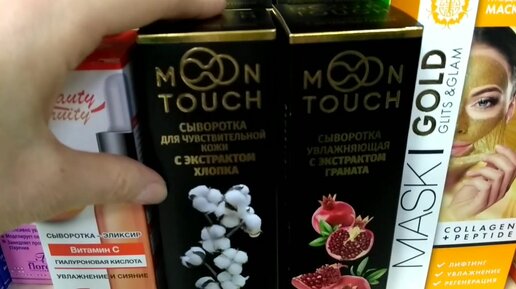 MOON
TOUCH
СЫВОРОТКА
ДЛЯ ЧУВСТВИТЕЛЬНОЙ
КОЖИ
С ЭКСТРАКТОМ
ХЛОПКА
MOON
TOUCH
СЫВОРОТКА
УВЛАЖНЯЮЩАЯ
С ЭКСТРАКТОМ
ГРАНАТА
СЫВОРОТКА – ЭЛИКСИР
Витамин С
ГИАЛУРОНОВАЯ КИСЛОТА
УВЛАЖНЕНИЕ И СИЯНИЕ
MASK GOLD
GLITS & GLAM
COLLAGEN
+ PEPTIDE
ЛИФТИНГ
УВЛАЖНЕНИЕ
РЕГЕНЕРАЦИЯ